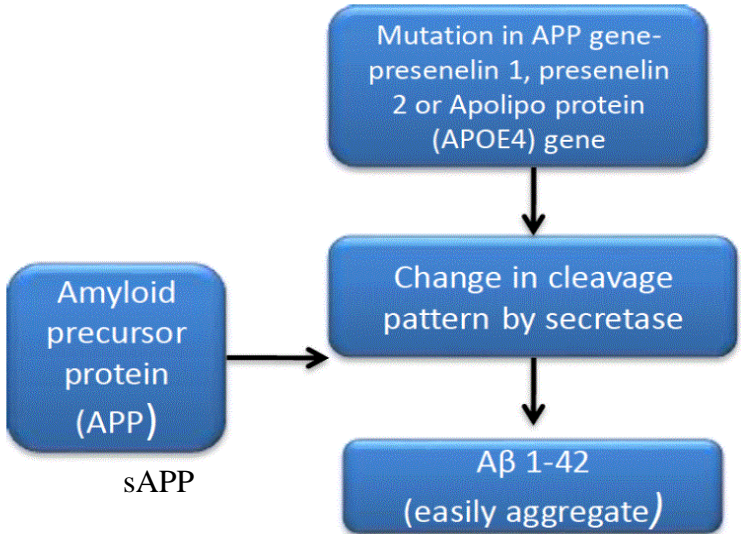 Mutation in APP gene-
presenelin 1, presenelin
2 or Apolipo protein
(APOE4) gene
Change in cleavage
pattern by secretase
Amyloid
precursor
protein
(APP)
sAPP
Aβ 1-42
(easily aggregate)